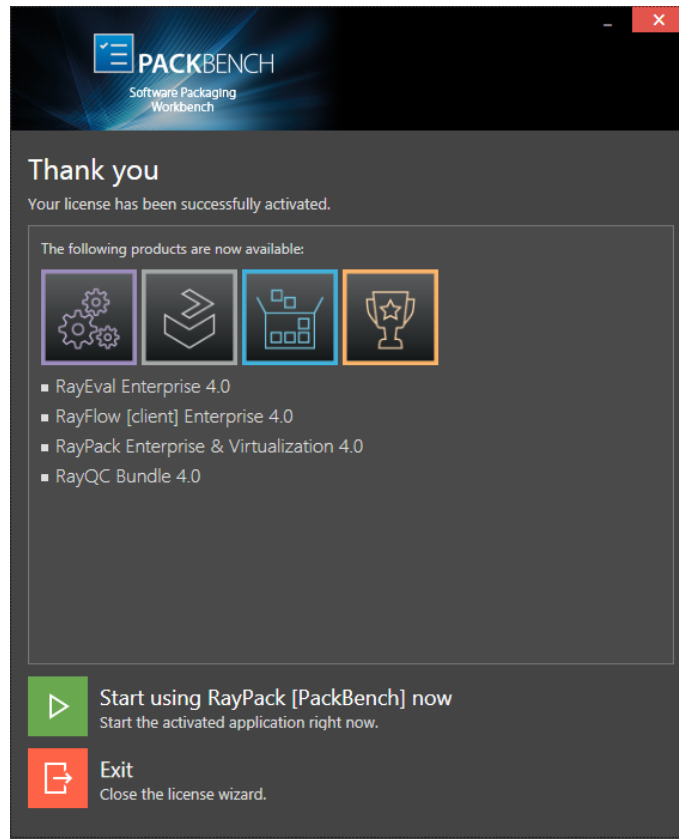 PACKBENCH
Software Packaging
Workbench
Thank you
Your license has been successfully activated.
The following products are now available:
RayEval Enterprise 4.0
RayFlow [client] Enterprise 4.0
RayPack Enterprise & Virtualization 4.0
RayQC Bundle 4.0
Start using RayPack [PackBench] now
Start the activated application right now.
Exit
Close the license wizard.